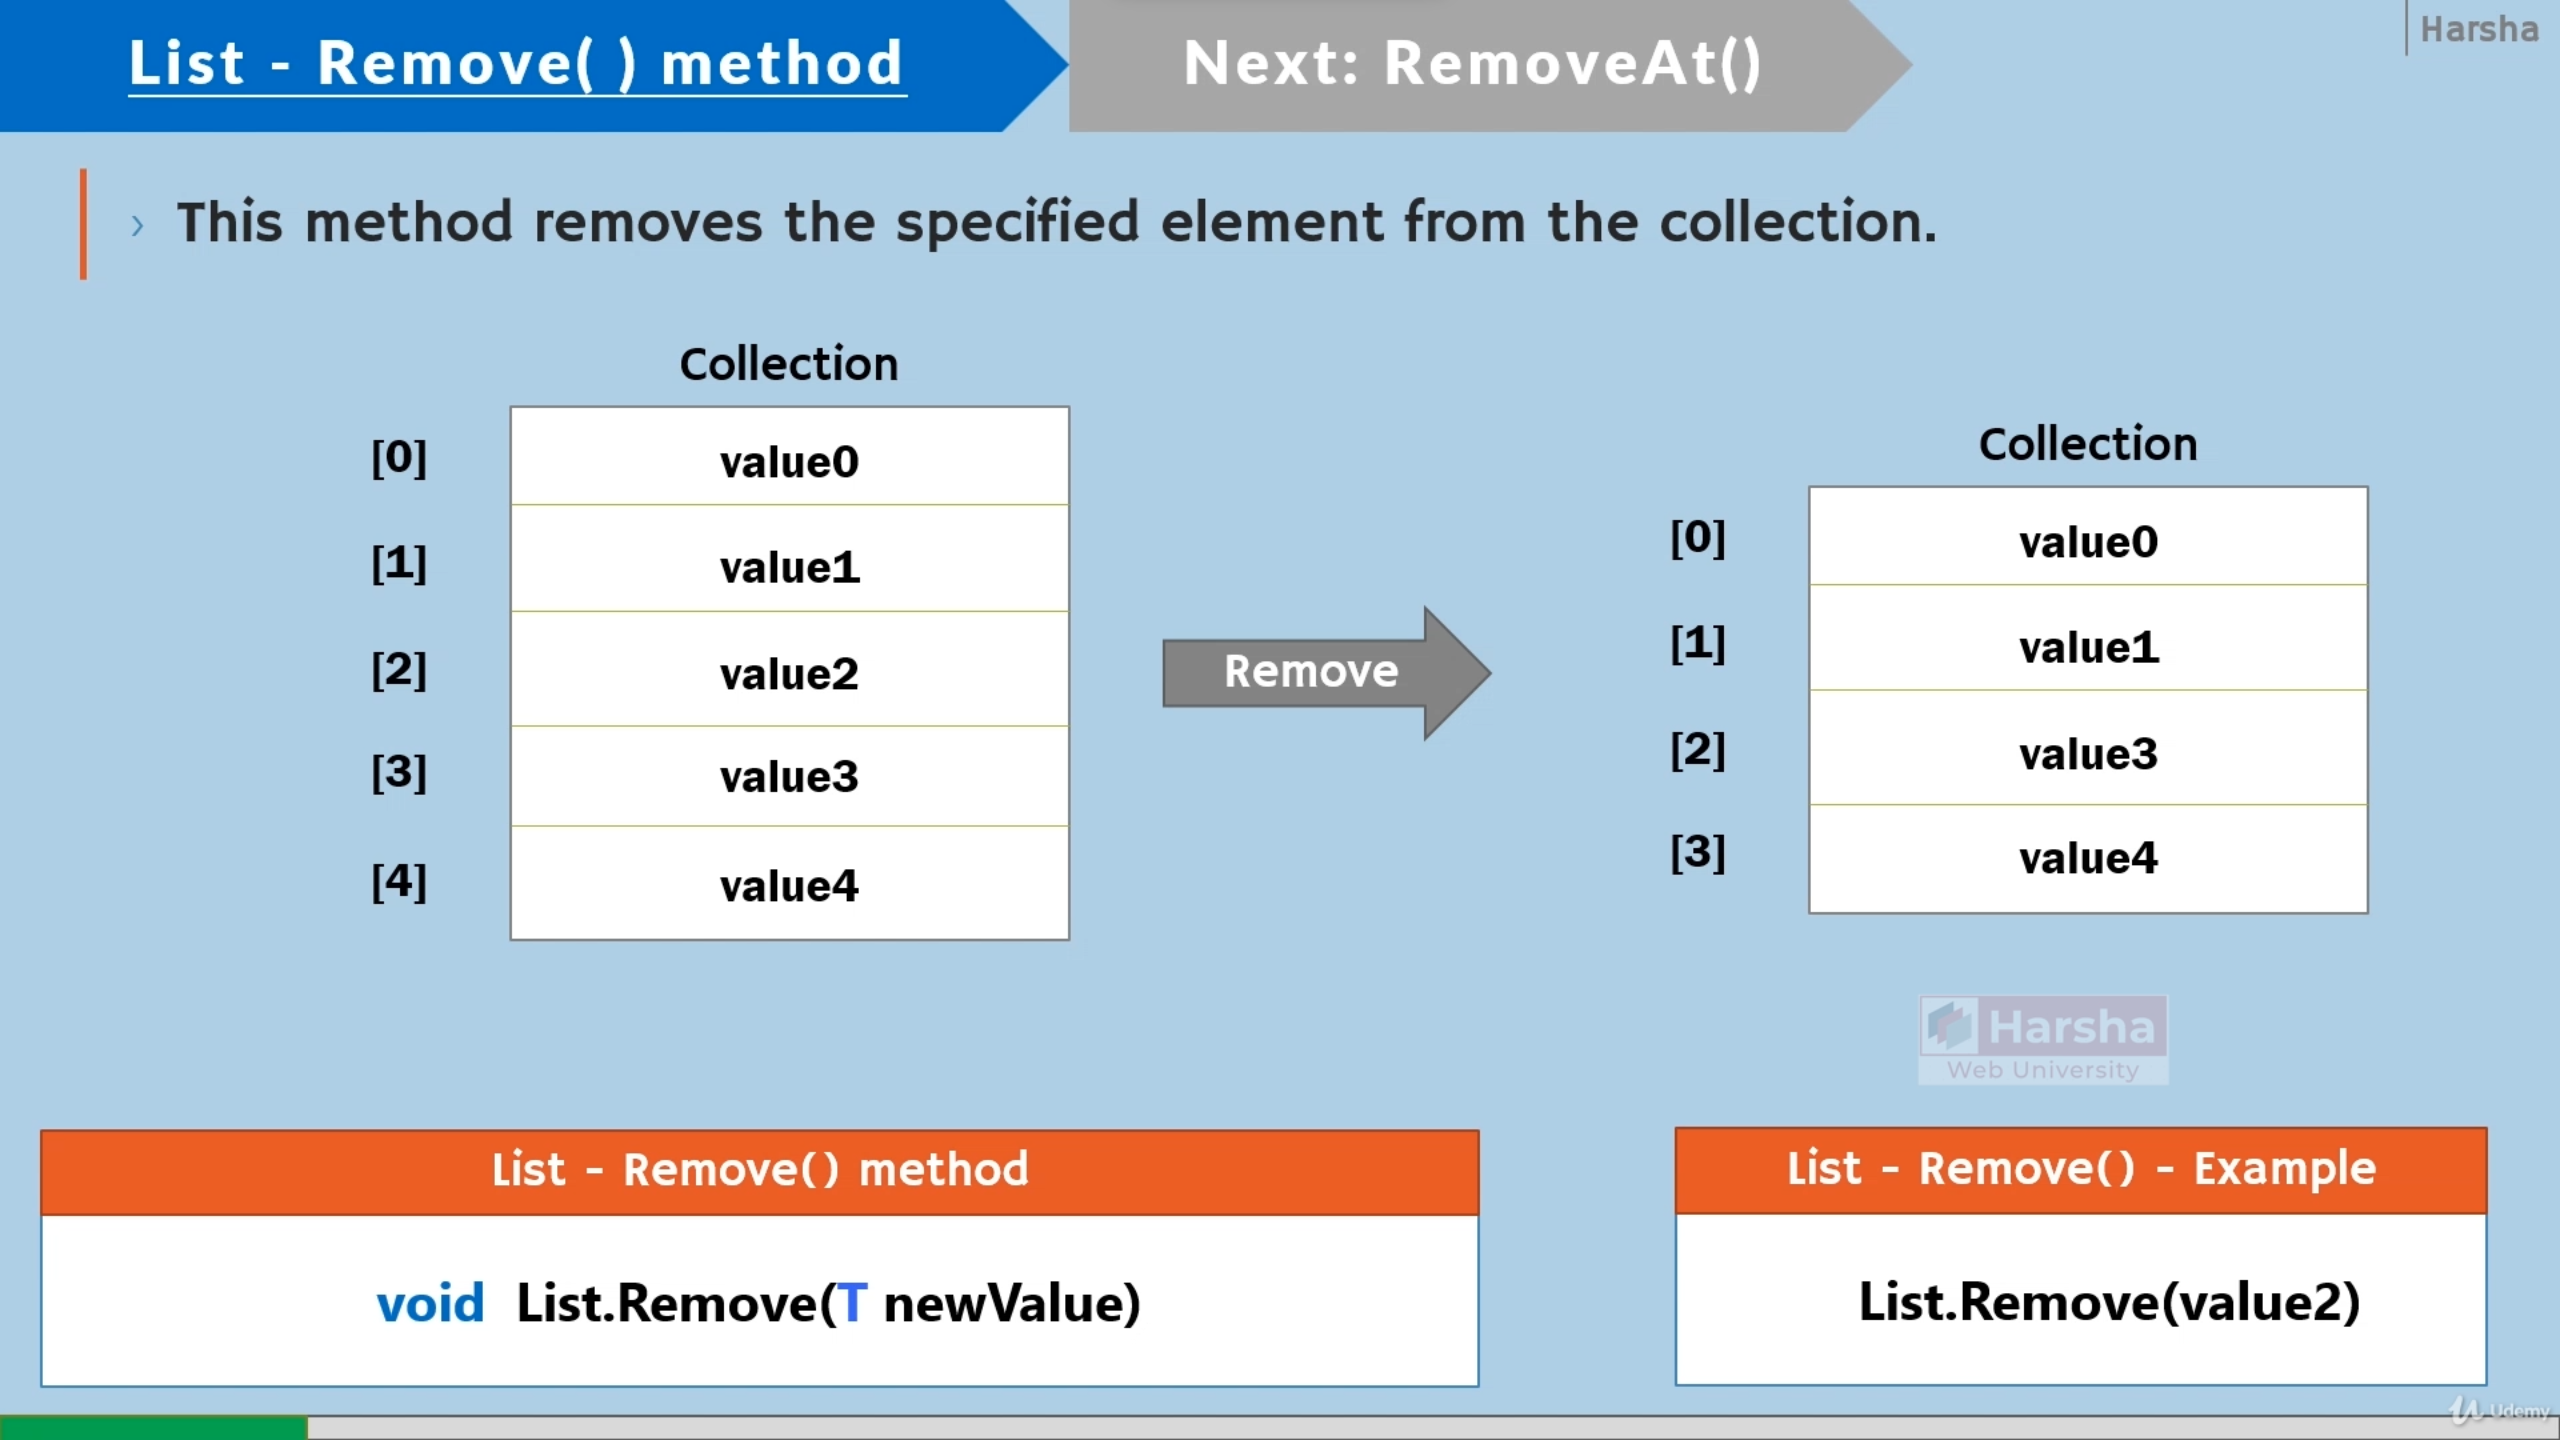 List - Remove( ) method
Next: RemoveAt()
Harsha
› This method removes the specified element from the collection.
Collection
[0] value0
[1] value1
[2] value2
[3] value3
[4] value4
Remove
Collection
[0] value0
[1] value1
[2] value3
[3] value4
Harsha
Web University
List - Remove() method
void List.Remove(T newValue)
List - Remove() - Example
List.Remove(value2)
Udemy